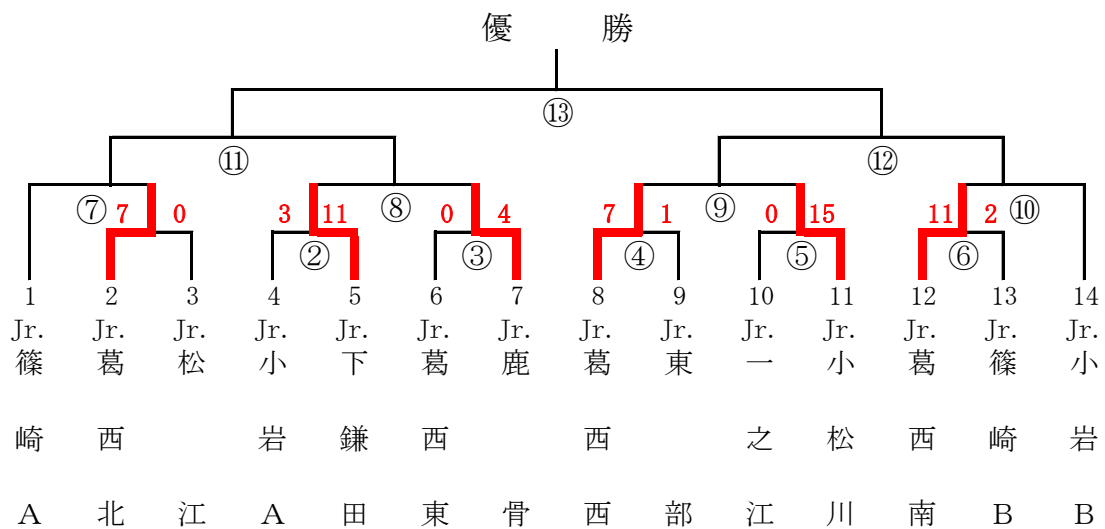 優 勝
⑬
⑪ ⑫
⑦ 7 0 3 11 ⑧ 0 4 7 1 ⑨ 0 15 11 2 ⑩
② ③ ④ ⑤ ⑥
1 2 3 4 5 6 7 8 9 10 11 12 13 14
Jr. Jr. Jr. Jr. Jr. Jr. Jr. Jr. Jr. Jr. Jr. Jr. Jr. Jr.
篠 葛 松 小 下 葛 鹿 葛 東 一 小 葛 篠 小
崎 西 岩 鎌 西 西 之 松 西 崎 岩
A 北 江 A 田 東 骨 西 部 江 川 南 B B